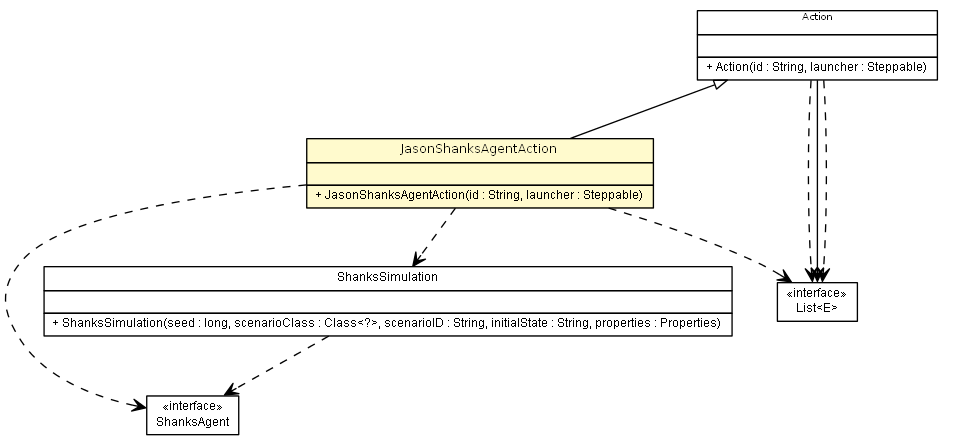 Action
+ Action(id : String, launcher : Steppable)
JasonShanksAgentAction
+ JasonShanksAgentAction(id : String, launcher : Steppable)
ShanksSimulation
+ ShanksSimulation(seed : long, scenarioClass : Class<?>, scenarioID : String, initialState : String, properties : Properties)
«interface»
List<E>
«interface»
ShanksAgent